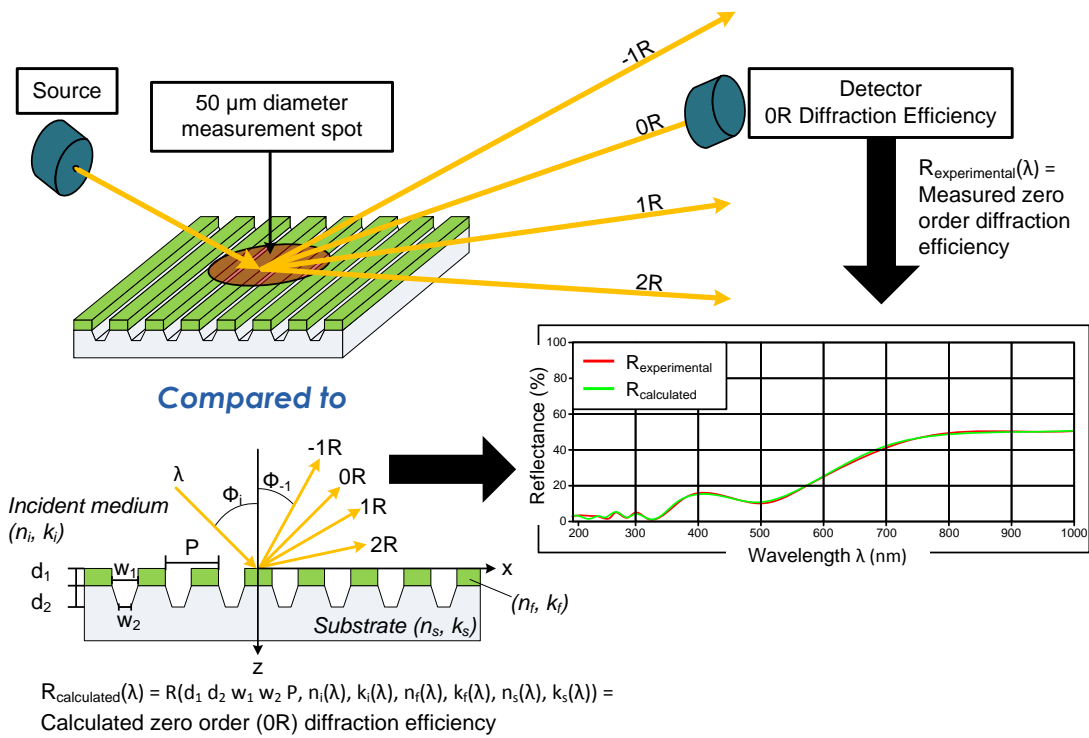 Source
50 µm diameter
measurement spot
-1R
0R
1R
2R
Detector
0R Diffraction Efficiency
Rexperimental(λ) =
Measured zero
order diffraction
efficiency
Compared to
Reflectance (%)
100
80
60
40
20
0
Rexperimental
Rcalculated
200 300 400 500 600 700 800 900 1000
Wavelength λ (nm)
Incident medium
(ni, ki)
λ
Φi
Φ-1
-1R
0R
1R
2R
P
d1
w1
x
d2
w2
(nf, kf)
Substrate (ns, ks)
z
Rcalculated(λ) = R(d1 d2 w1 w2 P, ni(λ), ki(λ), nf(λ), kf(λ), ns(λ), ks(λ)) =
Calculated zero order (0R) diffraction efficiency